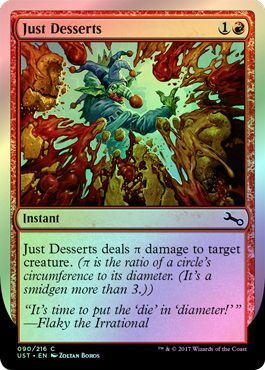 Just Desserts 1
Instant
Just Desserts deals π damage to target
creature. (π is the ratio of a circle's
circumference to its diameter. (It's a
smidgen more than 3.))
"It's time to put the 'die' in 'diameter!'"
—Flaky the Irrational
090/216 C
UST • EN Zoltan Boros
™ & © 2017 Wizards of the Coast